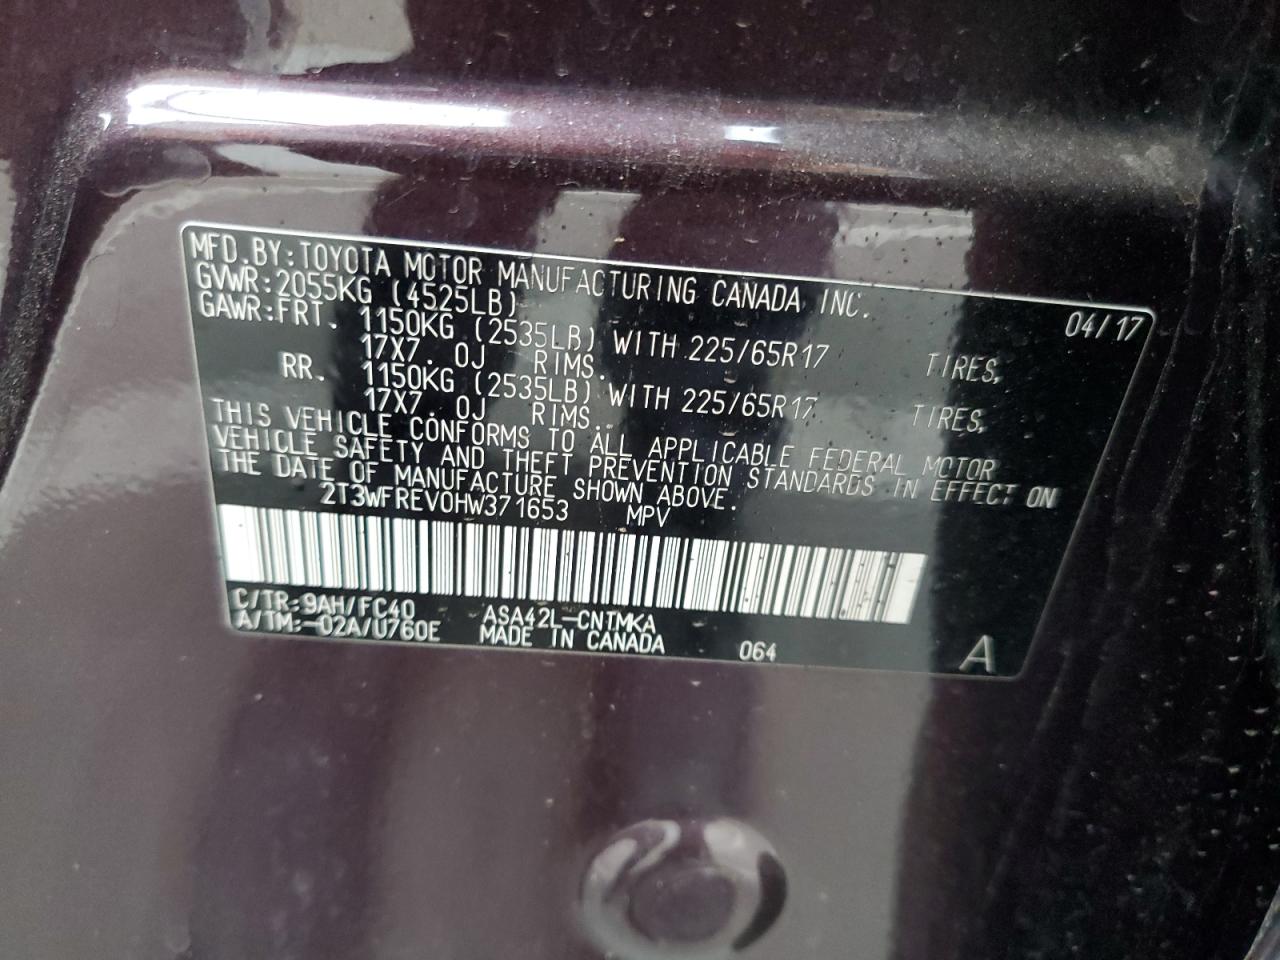 MFD.BY:TOYOTA MOTOR MANUFACTURING CANADA INC.
GVWR:2055KG (4525LB) 04/17
GAWR:FRT. 1150KG (2535LB) WITH 225/65R17 TIRES,
17X7.0J RIMS.
RR. 1150KG (2535LB) WITH 225/65R17 TIRES,
17X7.0J RIMS.
THIS VEHICLE CONFORMS TO ALL APPLICABLE FEDERAL MOTOR
VEHICLE SAFETY AND THEFT PREVENTION STANDARDS IN EFFECT ON
THE DATE OF MANUFACTURE SHOWN ABOVE.
2T3WFREV0HW371653 MPV
C/TR:9AH/FC40 ASA42L-CNTMKA
A/TM:-02A/U760E MADE IN CANADA 064 A